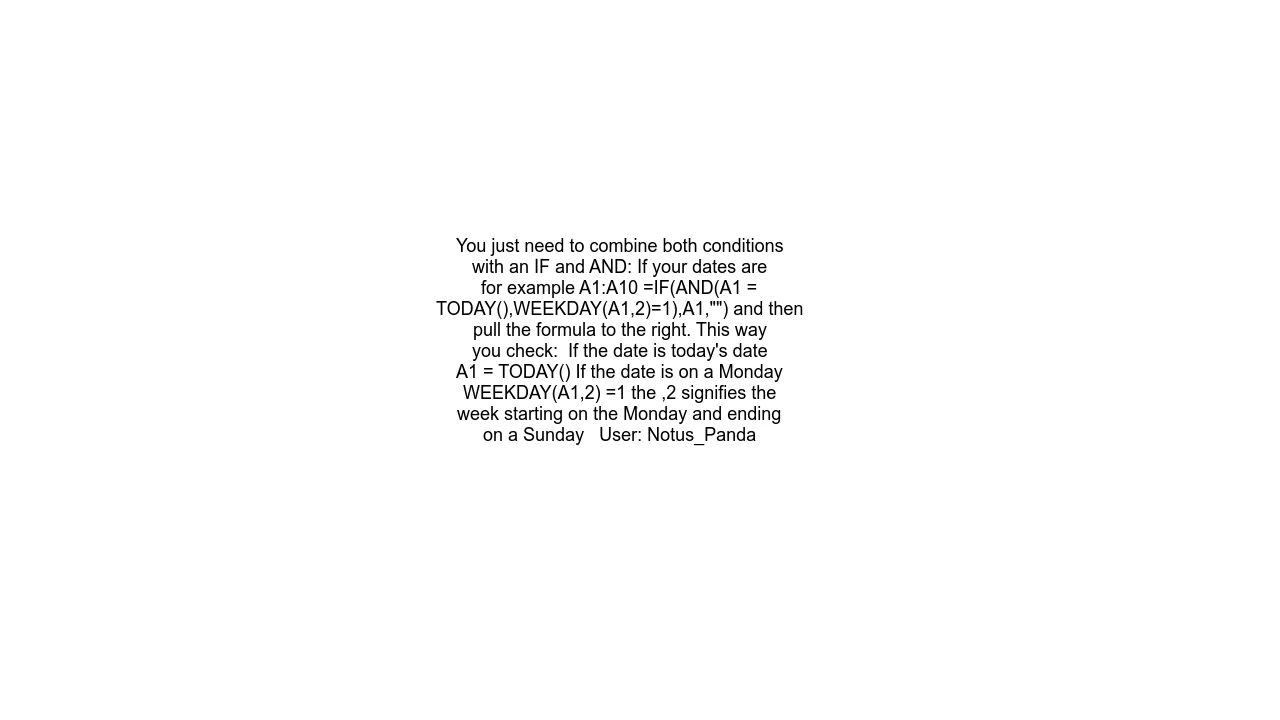 You just need to combine both conditions
with an IF and AND: If your dates are
for example A1:A10 =IF(AND(A1 =
TODAY(),WEEKDAY(A1,2)=1),A1,"") and then
pull the formula to the right. This way
you check:  If the date is today's date
A1 = TODAY() If the date is on a Monday
WEEKDAY(A1,2) =1 the ,2 signifies the
week starting on the Monday and ending
on a Sunday   User: Notus_Panda